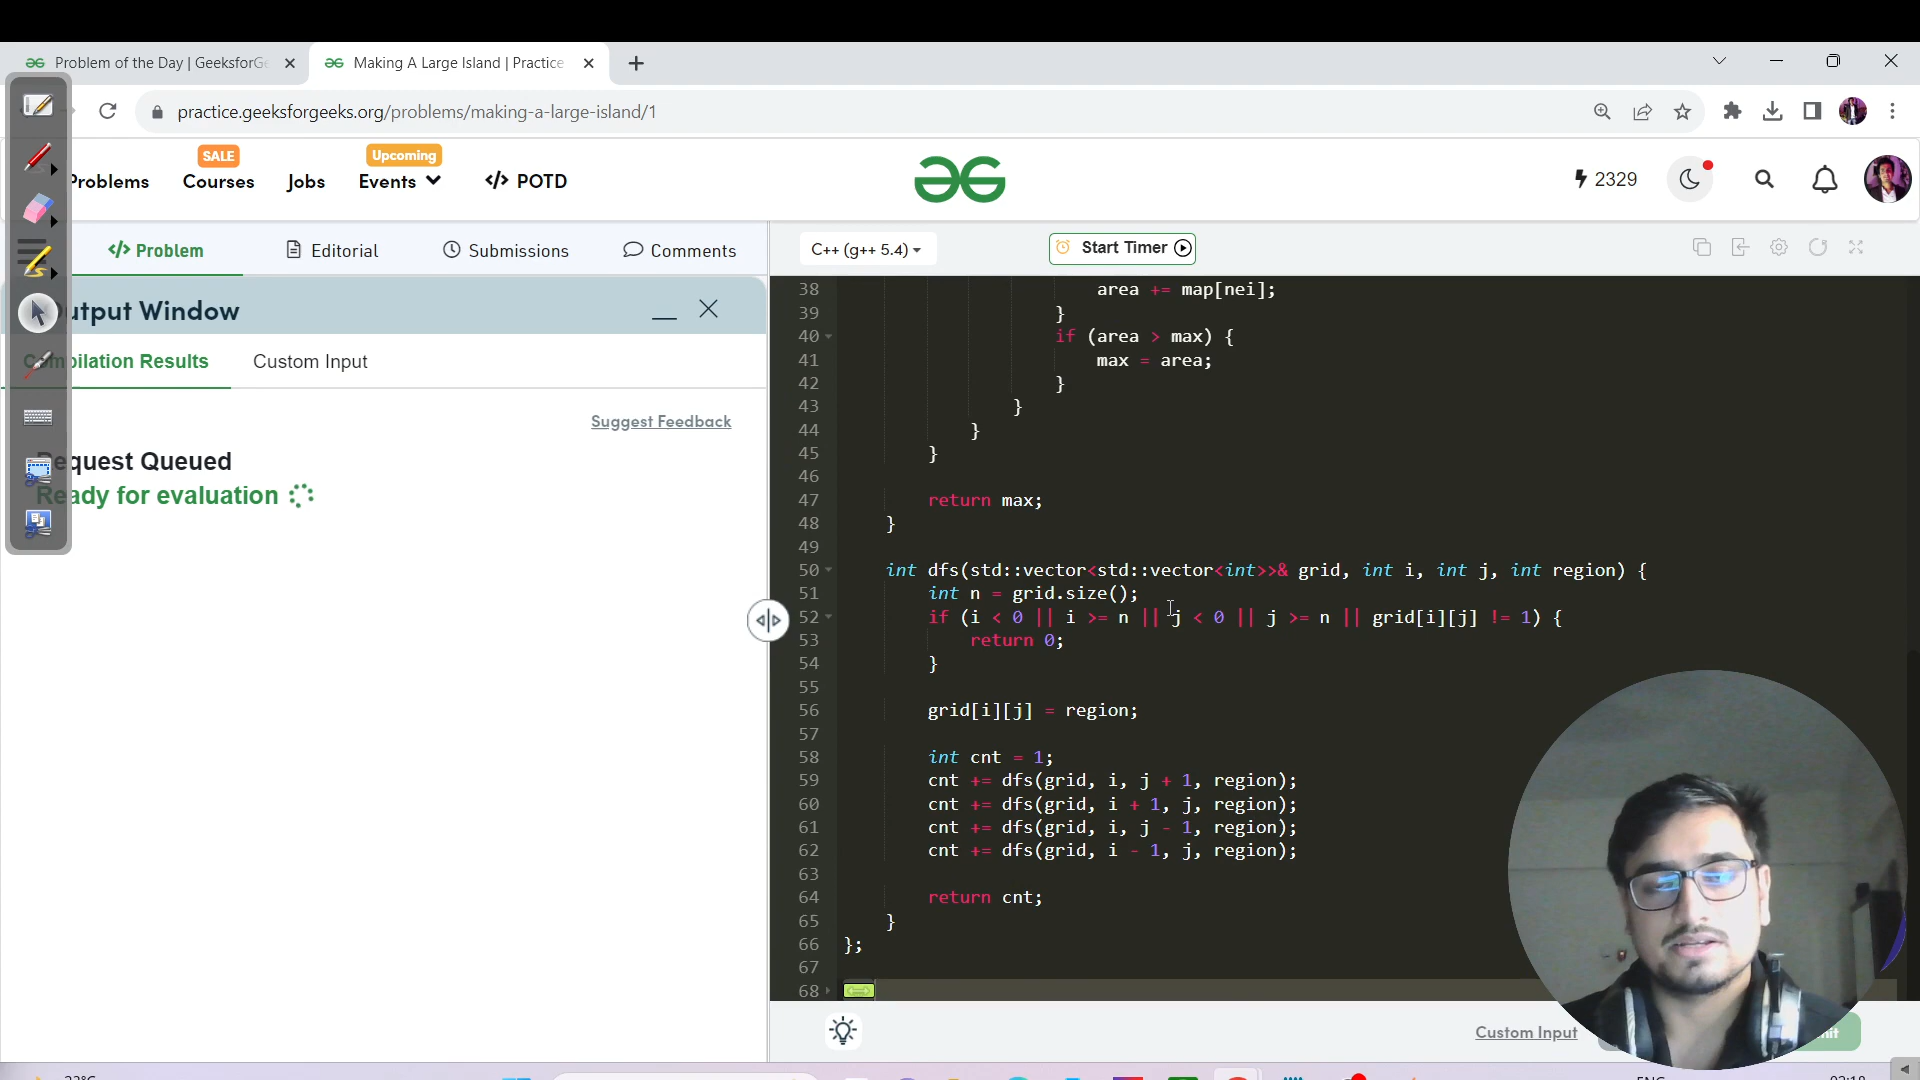 Problem of the Day | GeeksforGe
Making A Large Island | Practice
practice.geeksforgeeks.org/problems/making-a-large-island/1
SALE
Upcoming
Problems
Courses
Jobs
Events
</> POTD
2329
</> Problem
Editorial
Submissions
Comments
C++ (g++ 5.4)
Start Timer
Output Window
Compilation Results
Custom Input
Suggest Feedback
Request Queued
Ready for evaluation
38 area += map[nei];
39 }
40 if (area > max) {
41 max = area;
42 }
43 }
44 }
45 }
46
47 return max;
48 }
49
50 int dfs(std::vector<std::vector<int>>& grid, int i, int j, int region) {
51 int n = grid.size();
52 if (i < 0 || i >= n || j < 0 || j >= n || grid[i][j] != 1) {
53 return 0;
54 }
55
56 grid[i][j] = region;
57
58 int cnt = 1;
59 cnt += dfs(grid, i, j + 1, region);
60 cnt += dfs(grid, i + 1, j, region);
61 cnt += dfs(grid, i, j - 1, region);
62 cnt += dfs(grid, i - 1, j, region);
63
64 return cnt;
65 }
66 };
67
68
Custom Input